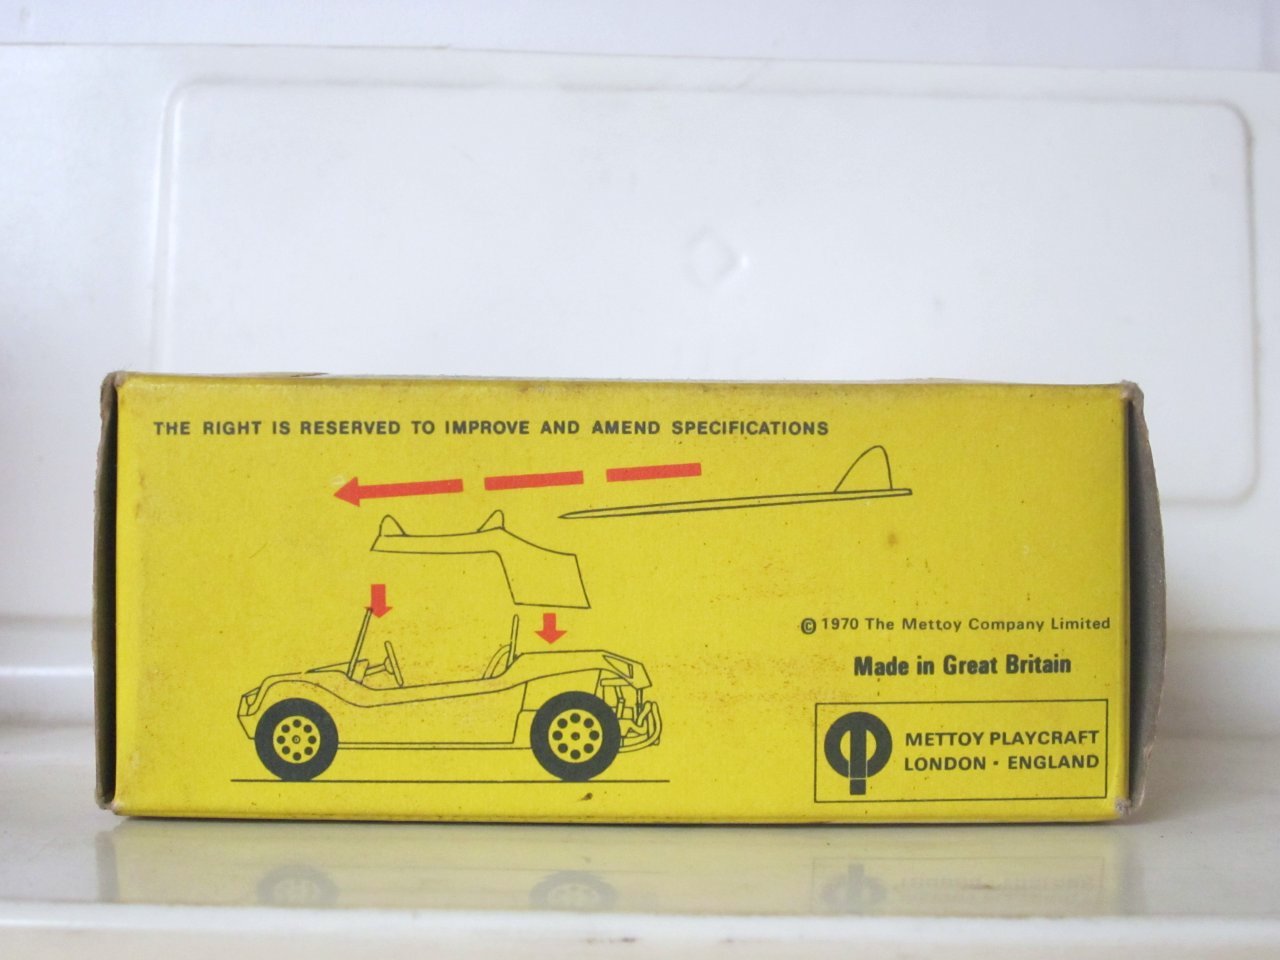 THE RIGHT IS RESERVED TO IMPROVE AND AMEND SPECIFICATIONS
© 1970 The Mettoy Company Limited
Made in Great Britain
METTOY PLAYCRAFT
LONDON · ENGLAND